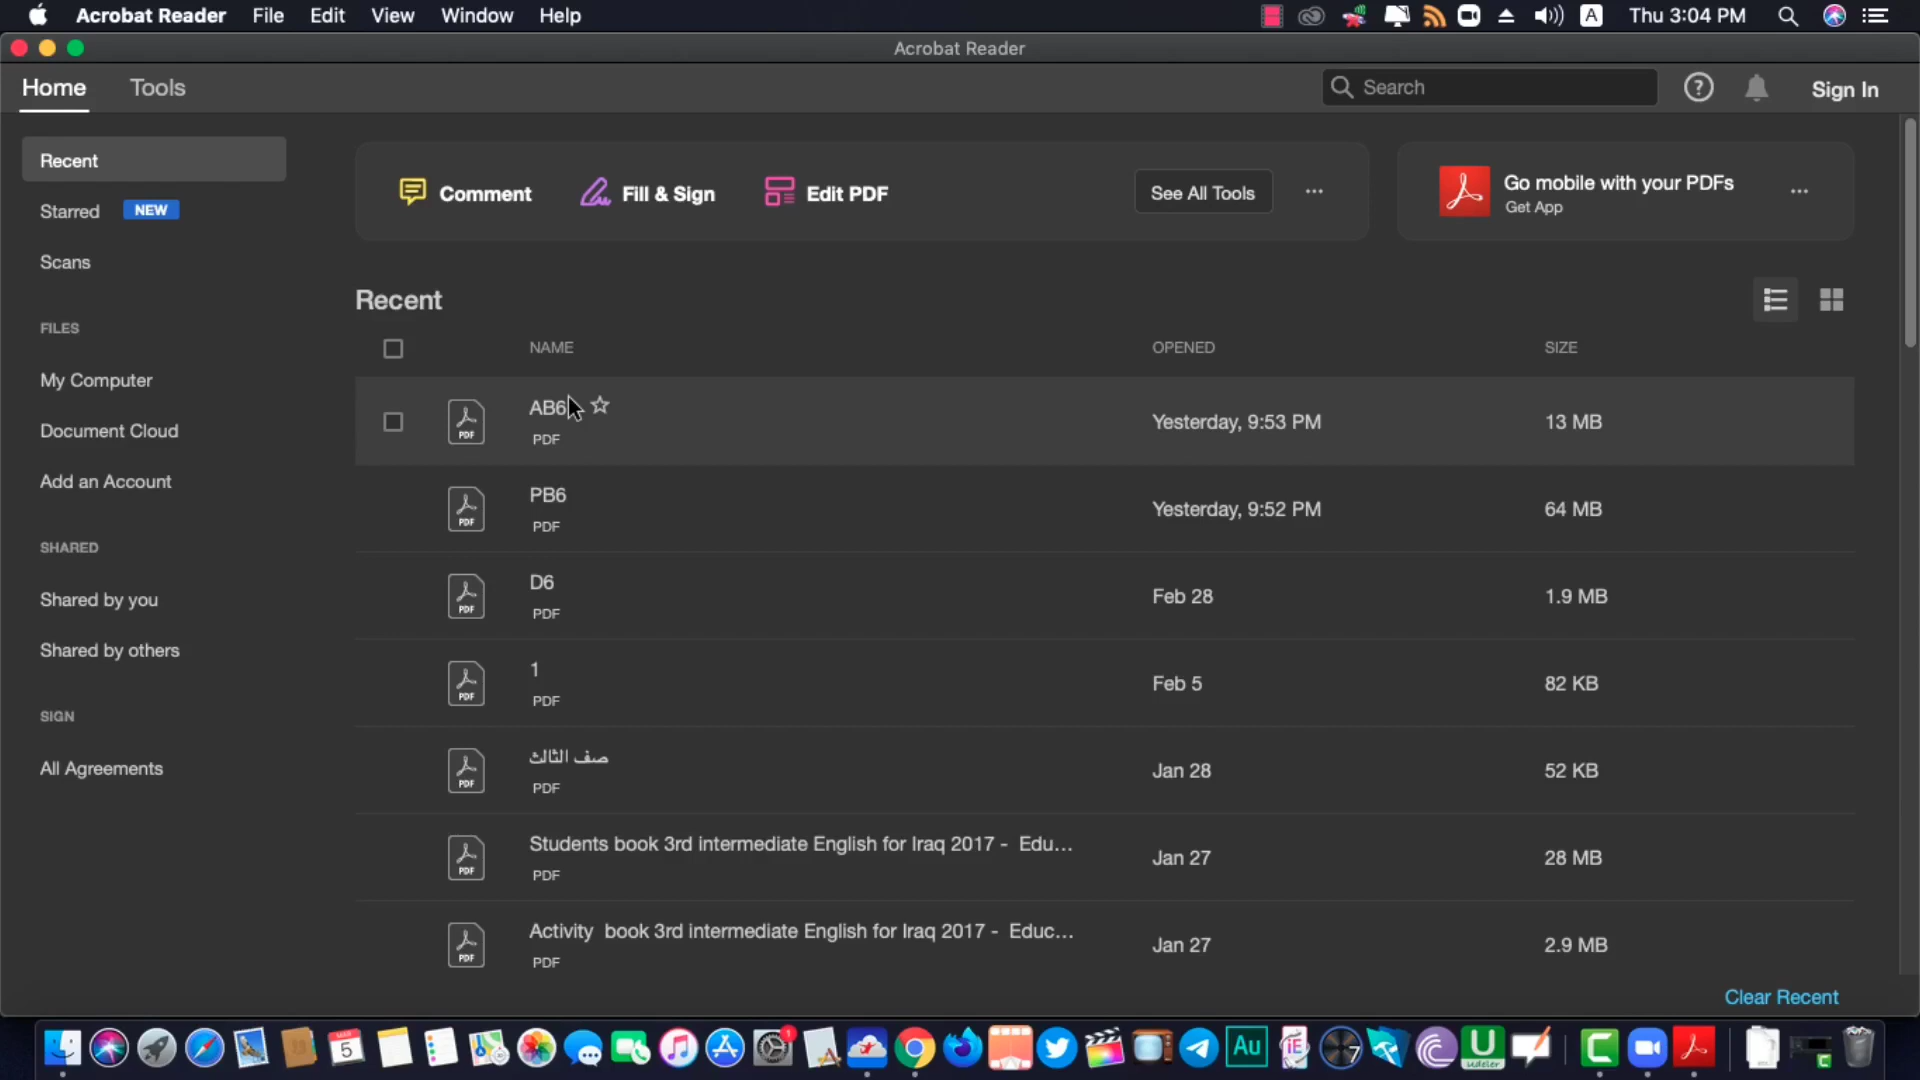 Acrobat Reader File Edit View Window Help A Thu 3:04 PM
Acrobat Reader
Home Tools Search ? Sign In
Recent
Starred NEW
Scans
FILES
My Computer
Document Cloud
Add an Account
SHARED
Shared by you
Shared by others
SIGN
All Agreements
Comment Fill & Sign Edit PDF See All Tools
Go mobile with your PDFs
Get App
Recent
NAME OPENED SIZE
AB6 Yesterday, 9:53 PM 13 MB
PDF
PB6 Yesterday, 9:52 PM 64 MB
PDF
D6 Feb 28 1.9 MB
PDF
1 Feb 5 82 KB
PDF
صف الثالث Jan 28 52 KB
PDF
Students book 3rd intermediate English for Iraq 2017 - Edu... Jan 27 28 MB
PDF
Activity book 3rd intermediate English for Iraq 2017 - Educ... Jan 27 2.9 MB
PDF
Clear Recent
5 1 Au iE 7 U